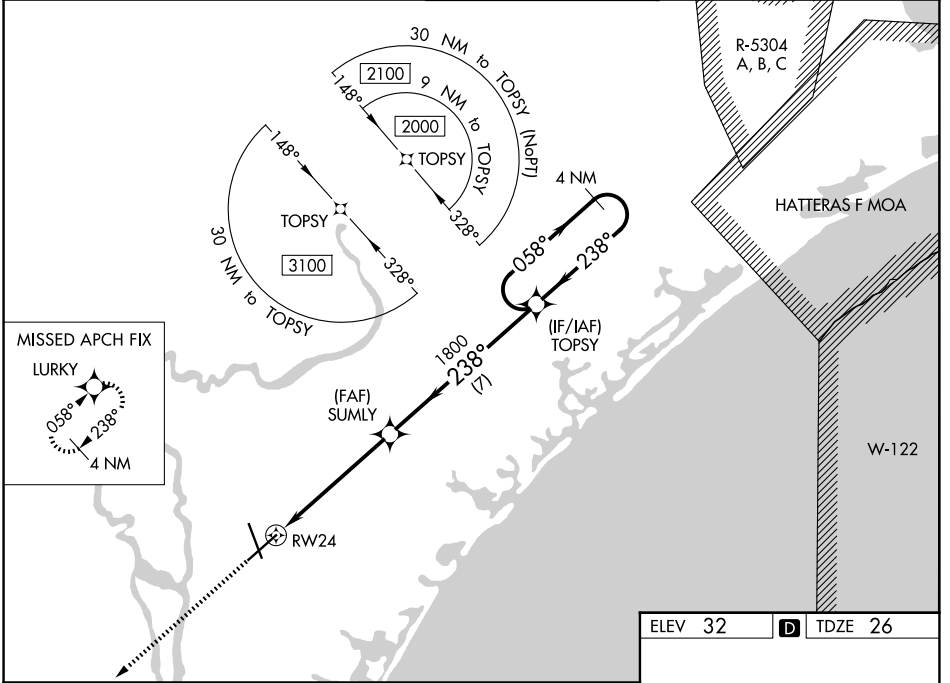 30 NM to TOPSY (NoPT)
2100
148°
9 NM to TOPSY
2000
TOPSY
328°
148°
TOPSY
328°
3100
30 NM to TOPSY
R-5304
A, B, C
HATTERAS F MOA
4 NM
058°
238°
(IF/IAF)
TOPSY
1800
238°
(7)
(FAF)
SUMLY
MISSED APCH FIX
LURKY
058°
238°
4 NM
RW24
W-122
ELEV 32 D TDZE 26